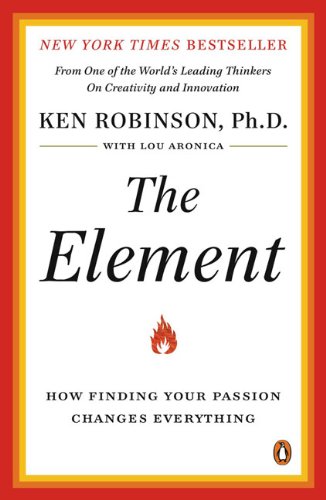 NEW YORK TIMES BESTSELLER
From One of the World's Leading Thinkers
On Creativity and Innovation
KEN ROBINSON, Ph.D.
WITH LOU ARONICA
The
Element
HOW FINDING YOUR PASSION
CHANGES EVERYTHING